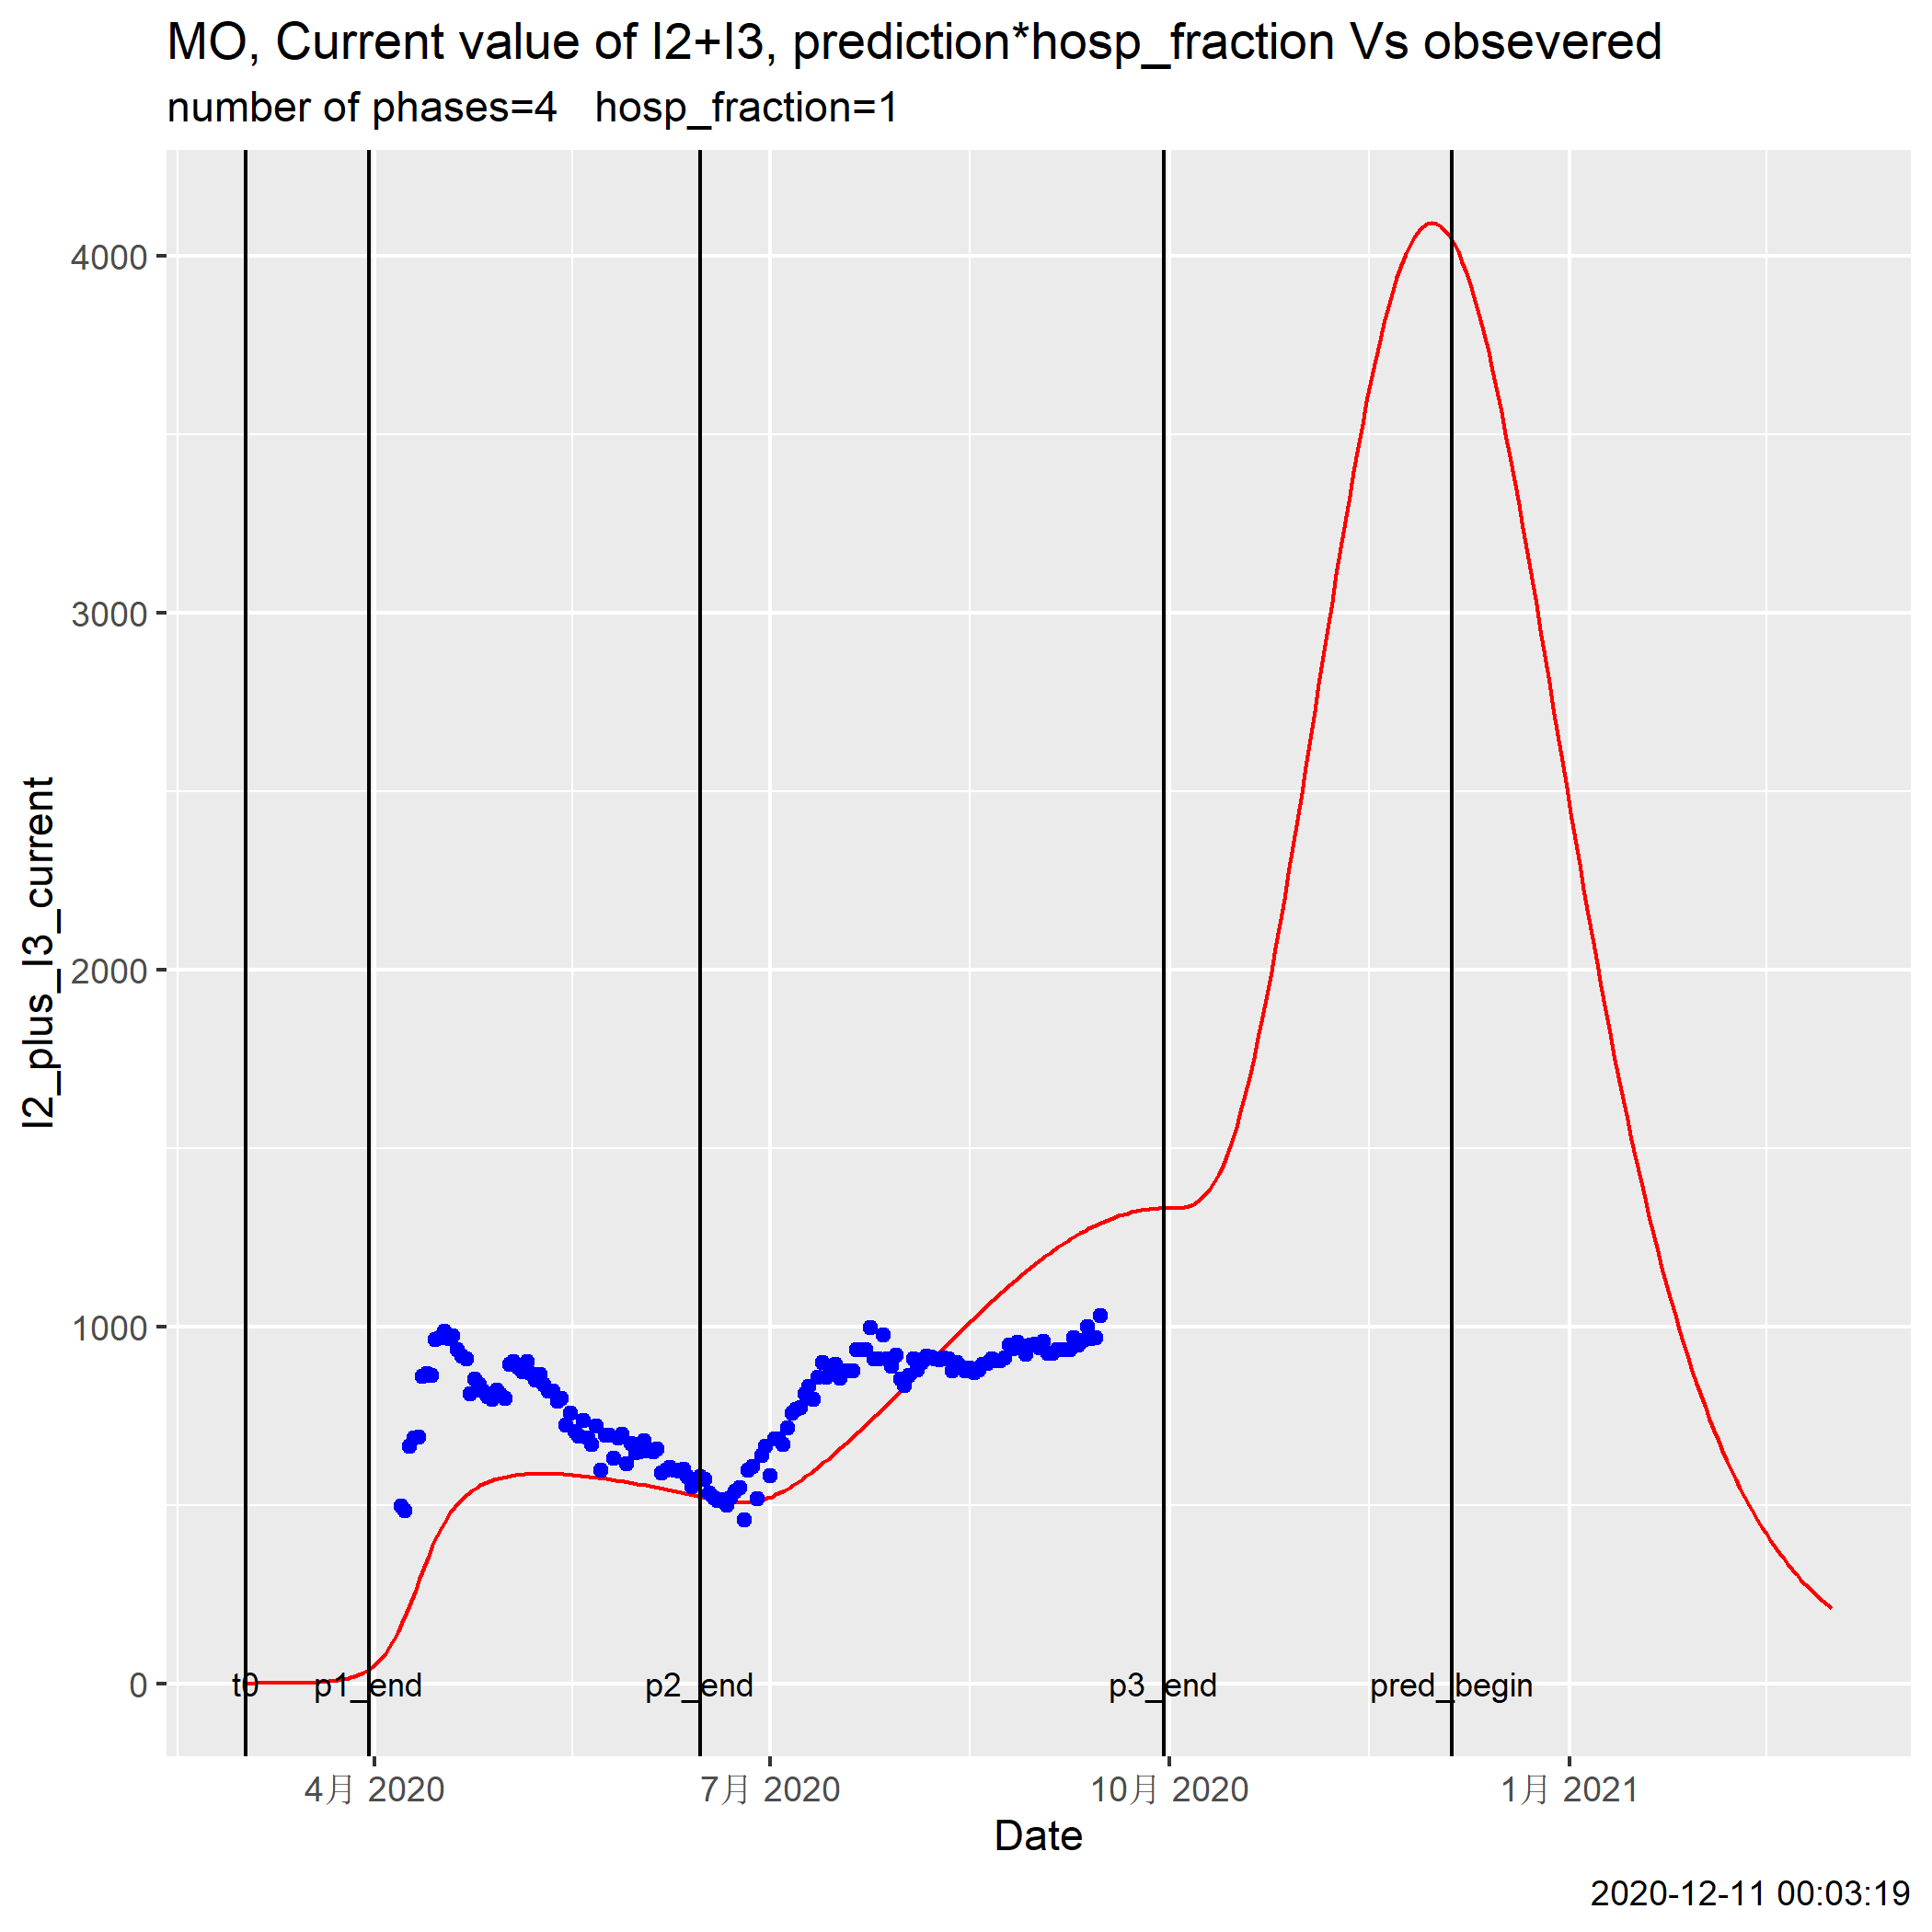 MO, Current value of I2+I3, prediction*hosp_fraction Vs obsevered
number of phases=4 hosp_fraction=1
I2_plus_I3_current
4000
3000
2000
1000
0
t0 p1_end p2_end p3_end pred_begin
4月 2020 7月 2020 10月 2020 1月 2021
Date
2020-12-11 00:03:19